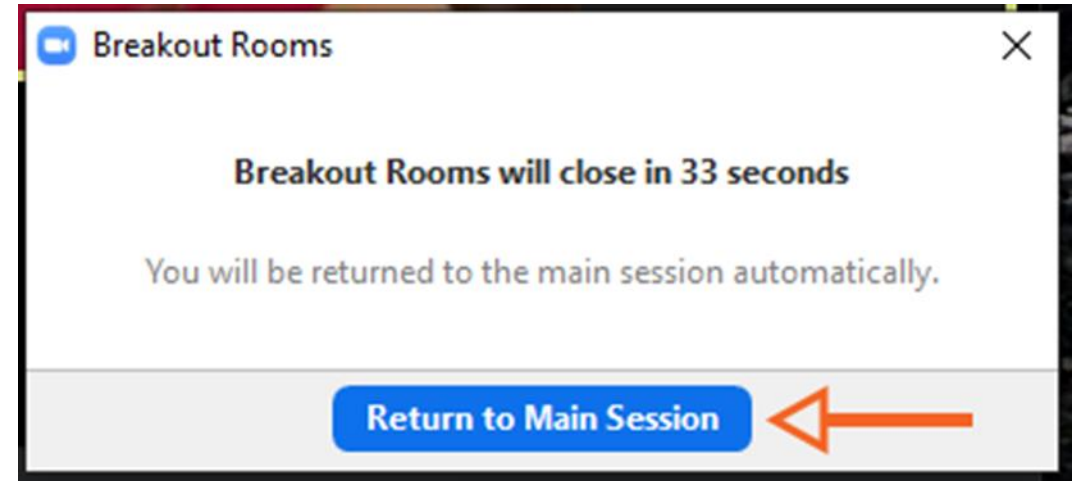 Breakout Rooms
Breakout Rooms will close in 33 seconds
You will be returned to the main session automatically.
Return to Main Session